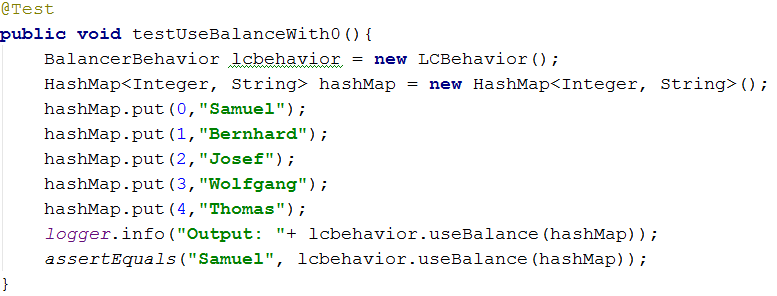 @Test
public void testUseBalanceWith0(){
    BalancerBehavior lcbehavior = new LCBehavior();
    HashMap<Integer, String> hashMap = new HashMap<Integer, String>();
    hashMap.put(0,"Samuel");
    hashMap.put(1,"Bernhard");
    hashMap.put(2,"Josef");
    hashMap.put(3,"Wolfgang");
    hashMap.put(4,"Thomas");
    logger.info("Output: "+ lcbehavior.useBalance(hashMap));
    assertEquals("Samuel", lcbehavior.useBalance(hashMap));
}